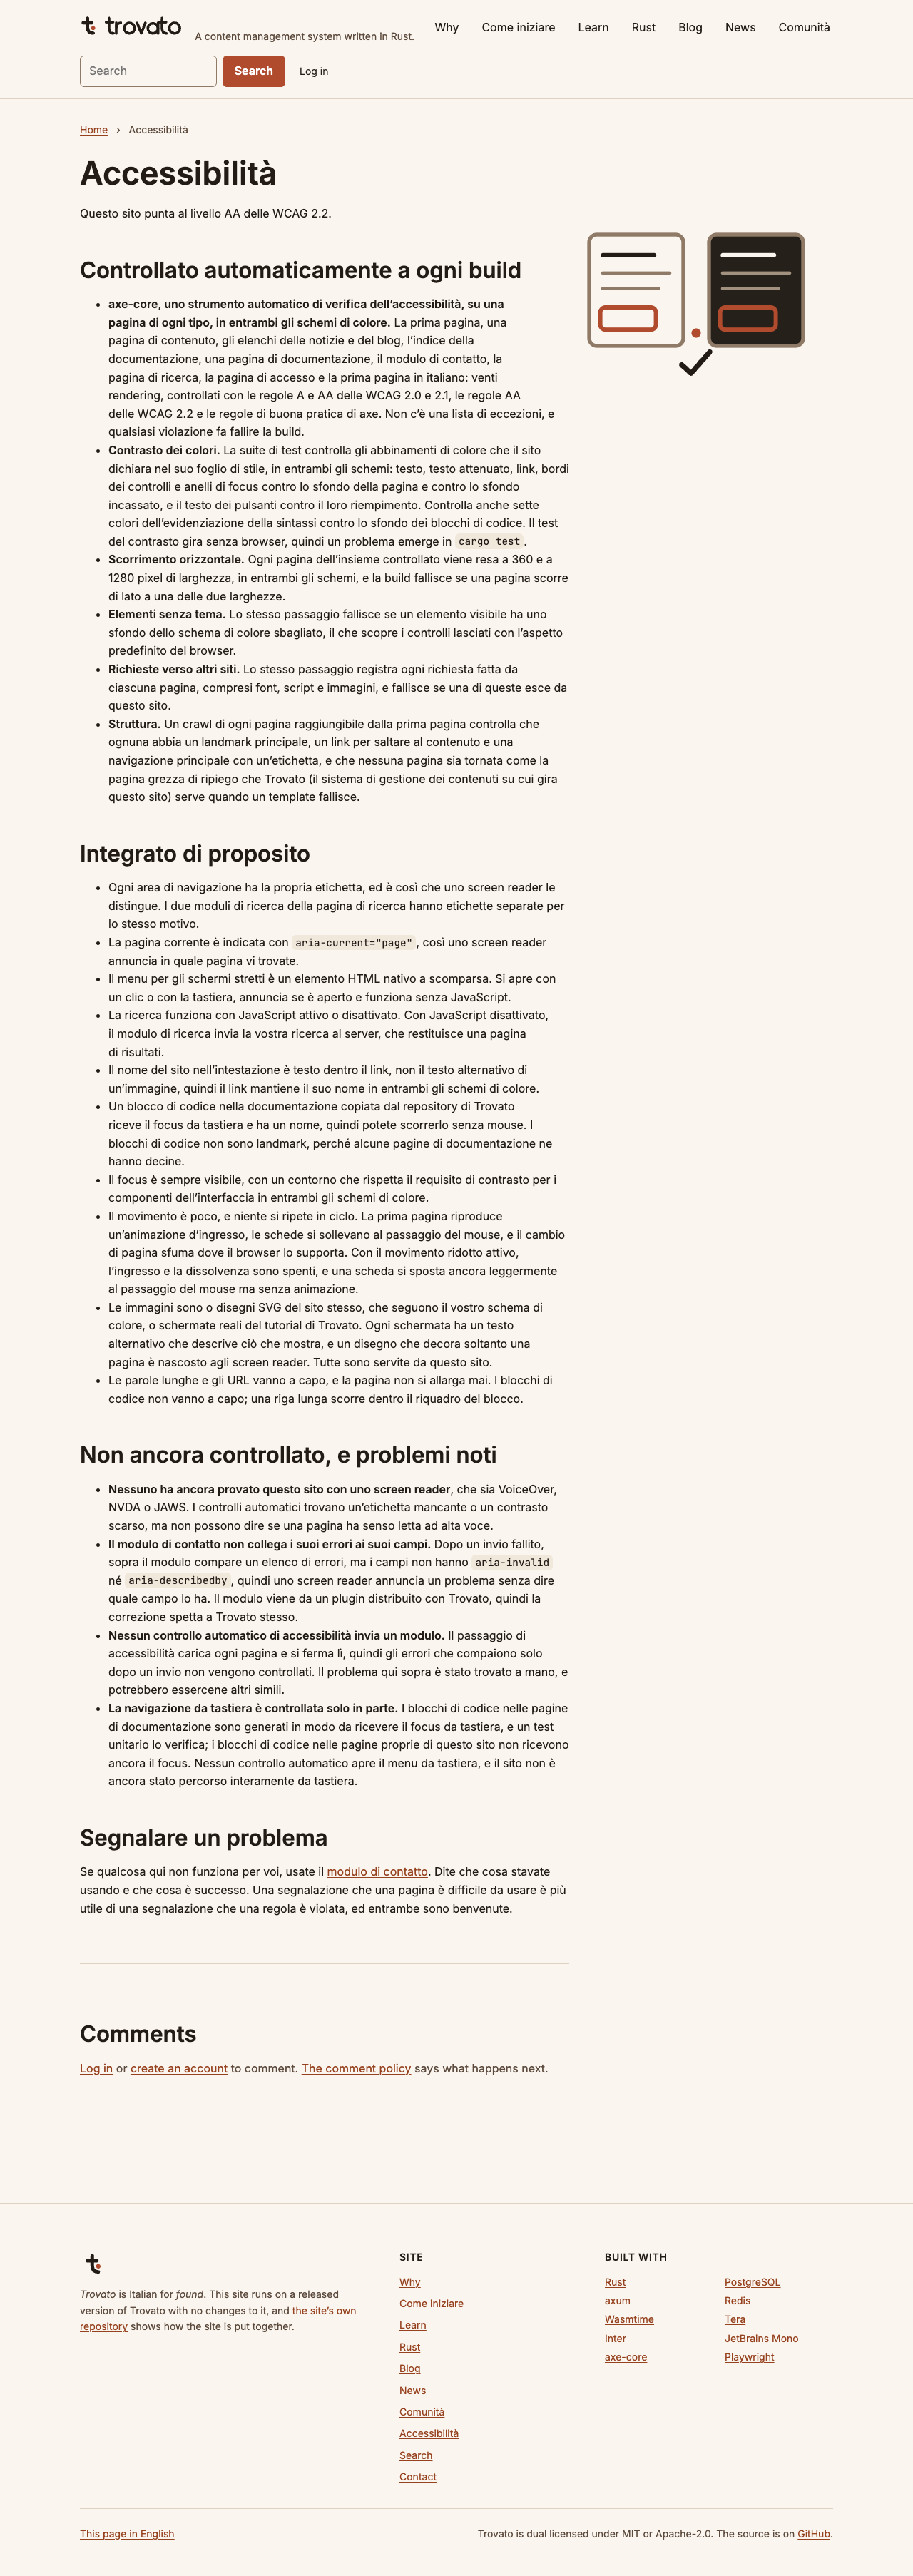 trovato
A content management system written in Rust.
Why
Come iniziare
Learn
Rust
Blog
News
Comunità
Search
Search
Log in
Home › Accessibilità
Accessibilità
Questo sito punta al livello AA delle WCAG 2.2.
Controllato automaticamente a ogni build
• axe-core, uno strumento automatico di verifica dell’accessibilità, su una
pagina di ogni tipo, in entrambi gli schemi di colore. La prima pagina, una
pagina di contenuto, gli elenchi delle notizie e del blog, l’indice della
documentazione, una pagina di documentazione, il modulo di contatto, la
pagina di ricerca, la pagina di accesso e la prima pagina in italiano: venti
rendering, controllati con le regole A e AA delle WCAG 2.0 e 2.1, le regole AA
delle WCAG 2.2 e le regole di buona pratica di axe. Non c’è una lista di eccezioni, e
qualsiasi violazione fa fallire la build.
• Contrasto dei colori. La suite di test controlla gli abbinamenti di colore che il sito
dichiara nel suo foglio di stile, in entrambi gli schemi: testo, testo attenuato, link, bordi
dei controlli e anelli di focus contro lo sfondo della pagina e contro lo sfondo
incassato, e il testo dei pulsanti contro il loro riempimento. Controlla anche sette
colori dell’evidenziazione della sintassi contro lo sfondo dei blocchi di codice. Il test
del contrasto gira senza browser, quindi un problema emerge in cargo test.
• Scorrimento orizzontale. Ogni pagina dell’insieme controllato viene resa a 360 e a
1280 pixel di larghezza, in entrambi gli schemi, e la build fallisce se una pagina scorre
di lato a una delle due larghezze.
• Elementi senza tema. Lo stesso passaggio fallisce se un elemento visibile ha uno
sfondo dello schema di colore sbagliato, il che scopre i controlli lasciati con l’aspetto
predefinito del browser.
• Richieste verso altri siti. Lo stesso passaggio registra ogni richiesta fatta da
ciascuna pagina, compresi font, script e immagini, e fallisce se una di queste esce da
questo sito.
• Struttura. Un crawl di ogni pagina raggiungibile dalla prima pagina controlla che
ognuna abbia un landmark principale, un link per saltare al contenuto e una
navigazione principale con un’etichetta, e che nessuna pagina sia tornata come la
pagina grezza di ripiego che Trovato (il sistema di gestione dei contenuti su cui gira
questo sito) serve quando un template fallisce.
Integrato di proposito
• Ogni area di navigazione ha la propria etichetta, ed è così che uno screen reader le
distingue. I due moduli di ricerca della pagina di ricerca hanno etichette separate per
lo stesso motivo.
• La pagina corrente è indicata con aria-current="page", così uno screen reader
annuncia in quale pagina vi trovate.
• Il menu per gli schermi stretti è un elemento HTML nativo a scomparsa. Si apre con
un clic o con la tastiera, annuncia se è aperto e funziona senza JavaScript.
• La ricerca funziona con JavaScript attivo o disattivato. Con JavaScript disattivato,
il modulo di ricerca invia la vostra ricerca al server, che restituisce una pagina
di risultati.
• Il nome del sito nell’intestazione è testo dentro il link, non il testo alternativo di
un’immagine, quindi il link mantiene il suo nome in entrambi gli schemi di colore.
• Un blocco di codice nella documentazione copiata dal repository di Trovato
riceve il focus da tastiera e ha un nome, quindi potete scorrerlo senza mouse. I
blocchi di codice non sono landmark, perché alcune pagine di documentazione ne
hanno decine.
• Il focus è sempre visibile, con un contorno che rispetta il requisito di contrasto per i
componenti dell’interfaccia in entrambi gli schemi di colore.
• Il movimento è poco, e niente si ripete in ciclo. La prima pagina riproduce
un’animazione d’ingresso, le schede si sollevano al passaggio del mouse, e il cambio
di pagina sfuma dove il browser lo supporta. Con il movimento ridotto attivo,
l’ingresso e la dissolvenza sono spenti, e una scheda si sposta ancora leggermente
al passaggio del mouse ma senza animazione.
• Le immagini sono o disegni SVG del sito stesso, che seguono il vostro schema di
colore, o schermate reali del tutorial di Trovato. Ogni schermata ha un testo
alternativo che descrive ciò che mostra, e un disegno che decora soltanto una
pagina è nascosto agli screen reader. Tutte sono servite da questo sito.
• Le parole lunghe e gli URL vanno a capo, e la pagina non si allarga mai. I blocchi di
codice non vanno a capo; una riga lunga scorre dentro il riquadro del blocco.
Non ancora controllato, e problemi noti
• Nessuno ha ancora provato questo sito con uno screen reader, che sia VoiceOver,
NVDA o JAWS. I controlli automatici trovano un’etichetta mancante o un contrasto
scarso, ma non possono dire se una pagina ha senso letta ad alta voce.
• Il modulo di contatto non collega i suoi errori ai suoi campi. Dopo un invio fallito,
sopra il modulo compare un elenco di errori, ma i campi non hanno aria-invalid
né aria-describedby, quindi uno screen reader annuncia un problema senza dire
quale campo lo ha. Il modulo viene da un plugin distribuito con Trovato, quindi la
correzione spetta a Trovato stesso.
• Nessun controllo automatico di accessibilità invia un modulo. Il passaggio di
accessibilità carica ogni pagina e si ferma lì, quindi gli errori che compaiono solo
dopo un invio non vengono controllati. Il problema qui sopra è stato trovato a mano, e
potrebbero essercene altri simili.
• La navigazione da tastiera è controllata solo in parte. I blocchi di codice nelle pagine
di documentazione sono generati in modo da ricevere il focus da tastiera, e un test
unitario lo verifica; i blocchi di codice nelle pagine proprie di questo sito non ricevono
ancora il focus. Nessun controllo automatico apre il menu da tastiera, e il sito non è
ancora stato percorso interamente da tastiera.
Segnalare un problema
Se qualcosa qui non funziona per voi, usate il modulo di contatto. Dite che cosa stavate
usando e che cosa è successo. Una segnalazione che una pagina è difficile da usare è più
utile di una segnalazione che una regola è violata, ed entrambe sono benvenute.
Comments
Log in or create an account to comment. The comment policy says what happens next.
Trovato is Italian for found. This site runs on a released
version of Trovato with no changes to it, and the site’s own
repository shows how the site is put together.
SITE
Why
Come iniziare
Learn
Rust
Blog
News
Comunità
Accessibilità
Search
Contact
BUILT WITH
Rust
axum
Wasmtime
Inter
axe-core
PostgreSQL
Redis
Tera
JetBrains Mono
Playwright
This page in English
Trovato is dual licensed under MIT or Apache-2.0. The source is on GitHub.